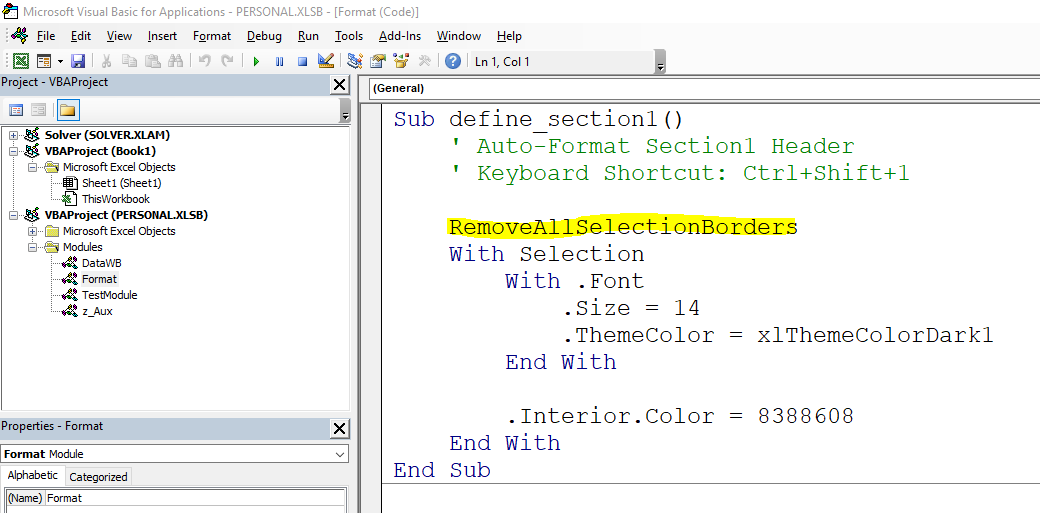 Microsoft Visual Basic for Applications - PERSONAL.XLSB - [Format (Code)]
File Edit View Insert Format Debug Run Tools Add-Ins Window Help
Ln 1, Col 1
Project - VBAProject
Solver (SOLVER.XLAM)
VBAProject (Book1)
Microsoft Excel Objects
Sheet1 (Sheet1)
ThisWorkbook
VBAProject (PERSONAL.XLSB)
Microsoft Excel Objects
Modules
DataWB
Format
TestModule
z_Aux
Properties - Format
Format Module
Alphabetic Categorized
(Name) Format
(General)
Sub define_section1()
' Auto-Format Section1 Header
' Keyboard Shortcut: Ctrl+Shift+1
RemoveAllSelectionBorders
With Selection
With .Font
.Size = 14
.ThemeColor = xlThemeColorDark1
End With
.Interior.Color = 8388608
End With
End Sub